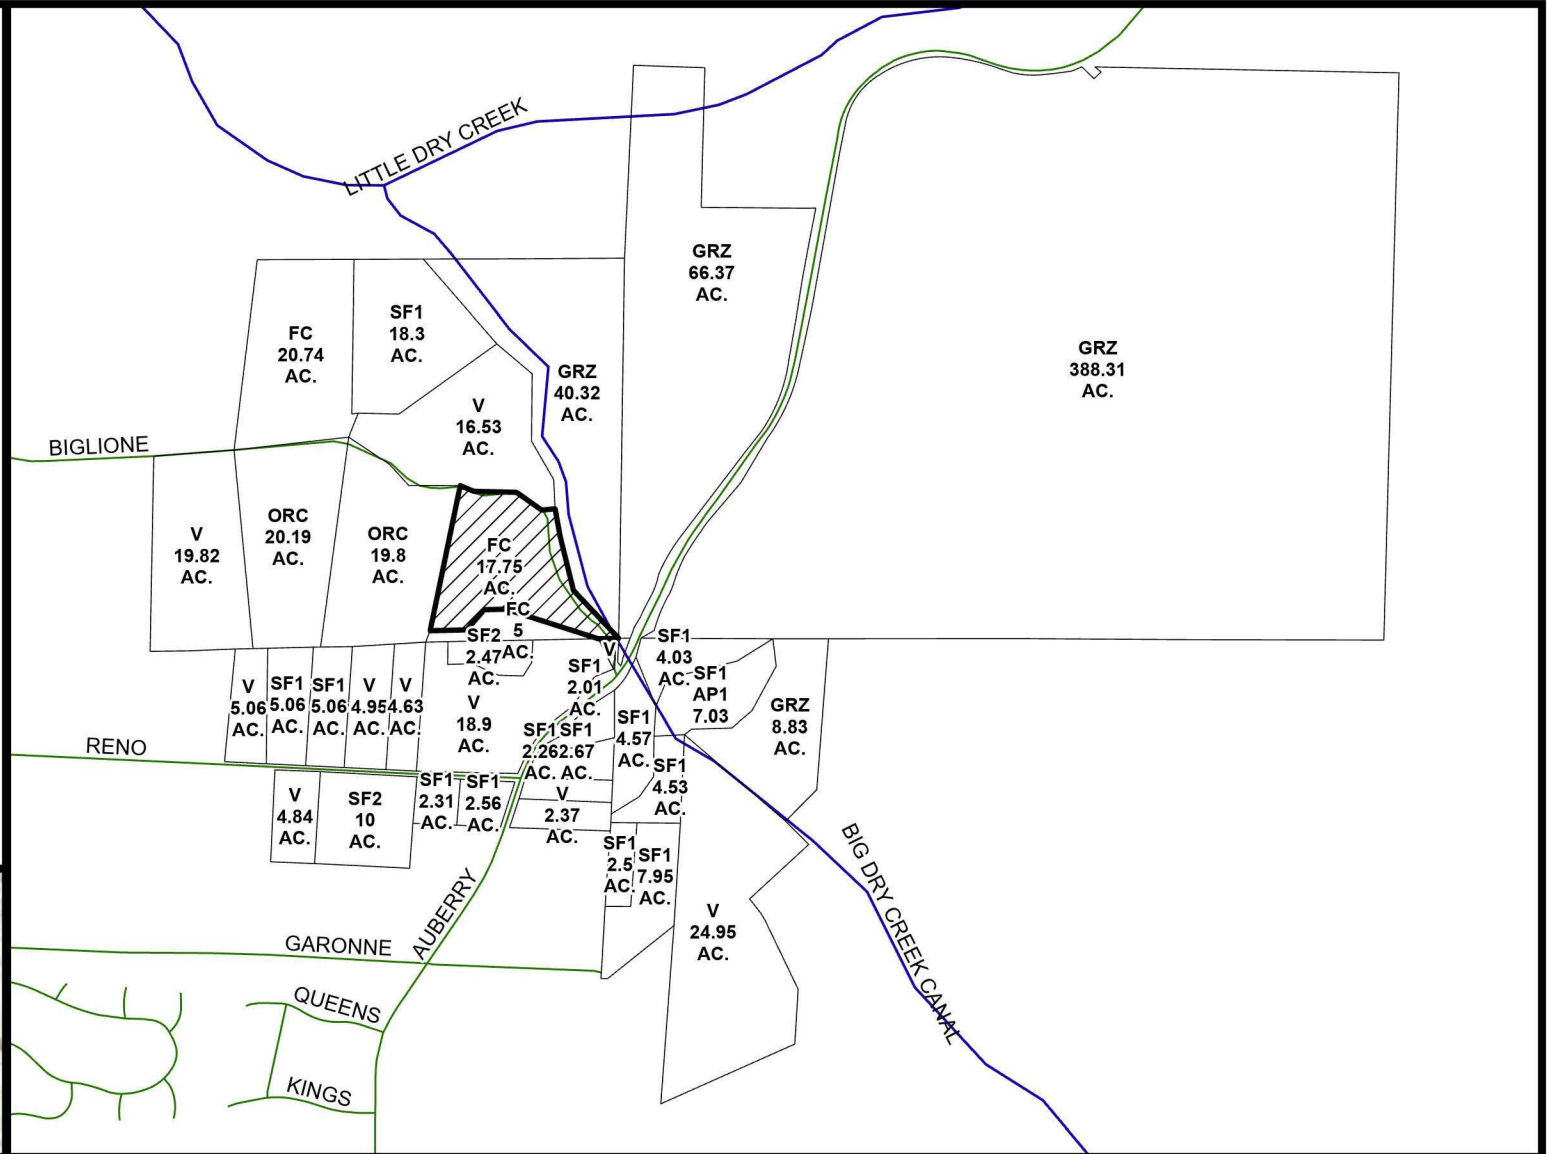 LITTLE DRY CREEK
GRZ
66.37
AC.
FC
20.74
AC.
SF1
18.3
AC.
GRZ
40.32
AC.
GRZ
388.31
AC.
V
16.53
AC.
BIGLIONE
V
19.82
AC.
ORC
20.19
AC.
ORC
19.8
AC.
FC
17.75
AC.
FC
5
AC.
SF2
2.47
AC.
V
SF1
4.03
AC.
SF1
AP1
7.03
GRZ
8.83
AC.
V
5.06
AC.
SF1
5.06
AC.
SF1
5.06
AC.
V
4.95
AC.
V
4.63
AC.
V
18.9
AC.
SF1
2.01
AC.
SF1
2.26
AC.
SF1
2.67
AC.
SF1
4.57
AC.
SF1
4.53
AC.
RENO
V
4.84
AC.
SF2
10
AC.
SF1
2.31
AC.
SF1
2.56
AC.
V
2.37
AC.
SF1
2.5
AC.
SF1
7.95
AC.
V
24.95
AC.
BIG DRY CREEK CANAL
AUBERRY
GARONNE
QUEENS
KINGS